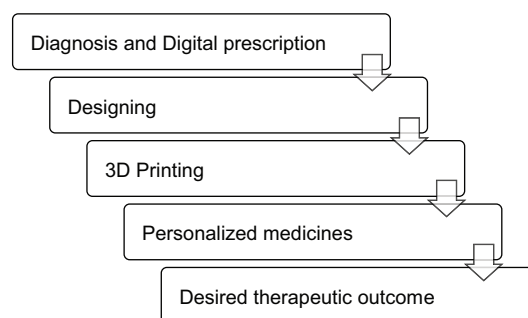 Diagnosis and Digital prescription
Designing
3D Printing
Personalized medicines
Desired therapeutic outcome